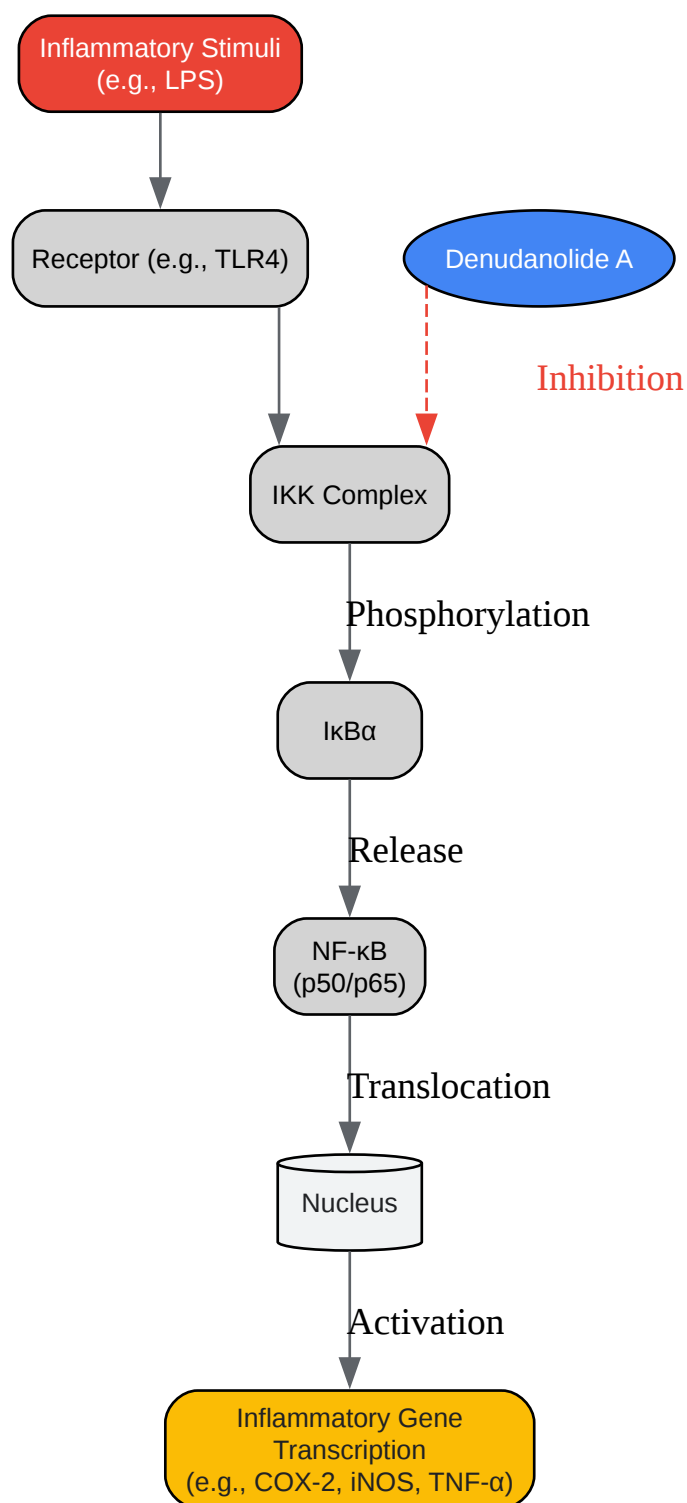 Inflammatory Stimuli
(e.g., LPS)
Receptor (e.g., TLR4)
Denudanolide A
Inhibition
IKK Complex
Phosphorylation
IκBα
Release
NF-κB
(p50/p65)
Translocation
Nucleus
Activation
Inflammatory Gene
Transcription
(e.g., COX-2, iNOS, TNF-α)